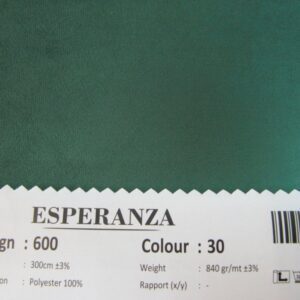 ESPERANZA
gn : 600 Colour : 30
: 300cm ±3% Weight : 840 gr/mt ±3%
on : Polyester 100% Rapport (x/y) : -
L